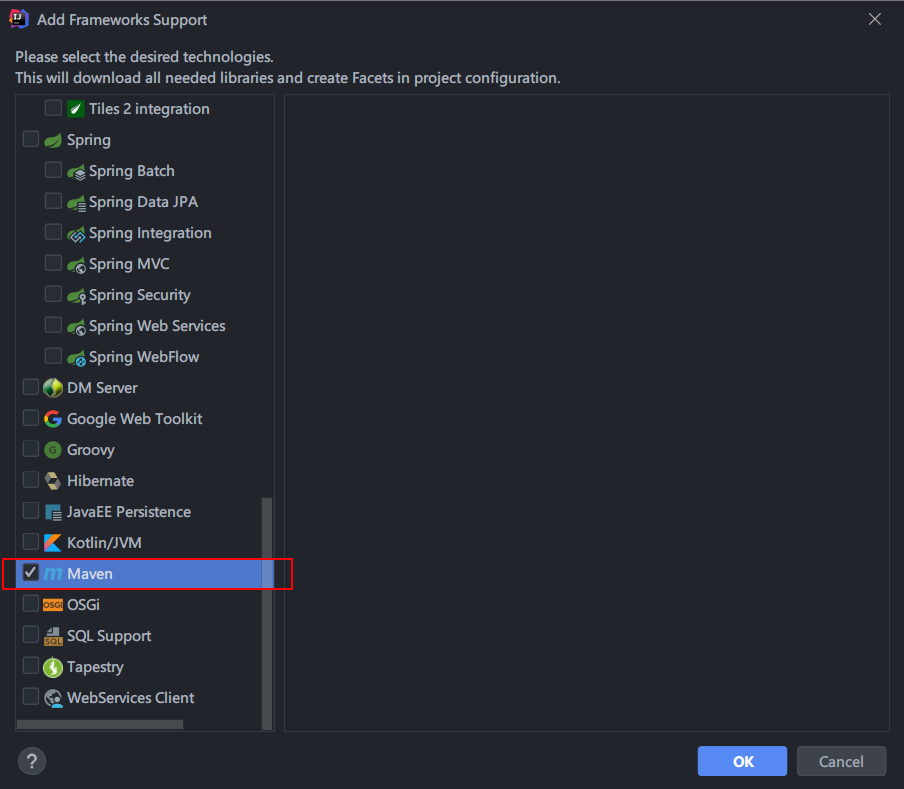 Add Frameworks Support
Please select the desired technologies.
This will download all needed libraries and create Facets in project configuration.
Tiles 2 integration
Spring
Spring Batch
Spring Data JPA
Spring Integration
Spring MVC
Spring Security
Spring Web Services
Spring WebFlow
DM Server
Google Web Toolkit
G Groovy
Hibernate
JavaEE Persistence
Kotlin/JVM
m Maven
OSGi OSGi
SQL SQL Support
Tapestry
WebServices Client
? OK Cancel